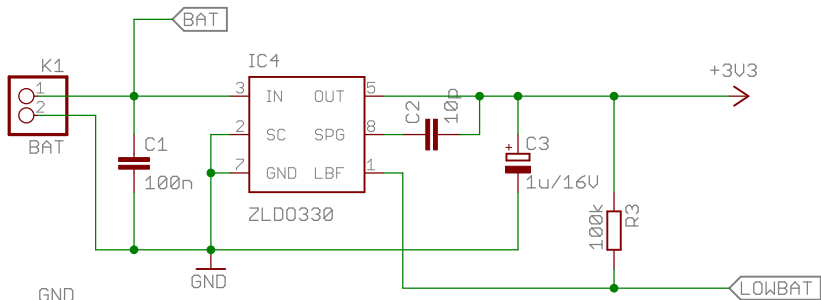 BAT
K1
1
2
BAT
C1
100n
IC4
3
IN
OUT
5
2
SC
SPG
8
7
GND
LBF
1
ZLDO330
C2
10p
+
C3
1u/16V
+3V3
100k
R3
GND
LOWBAT
GND